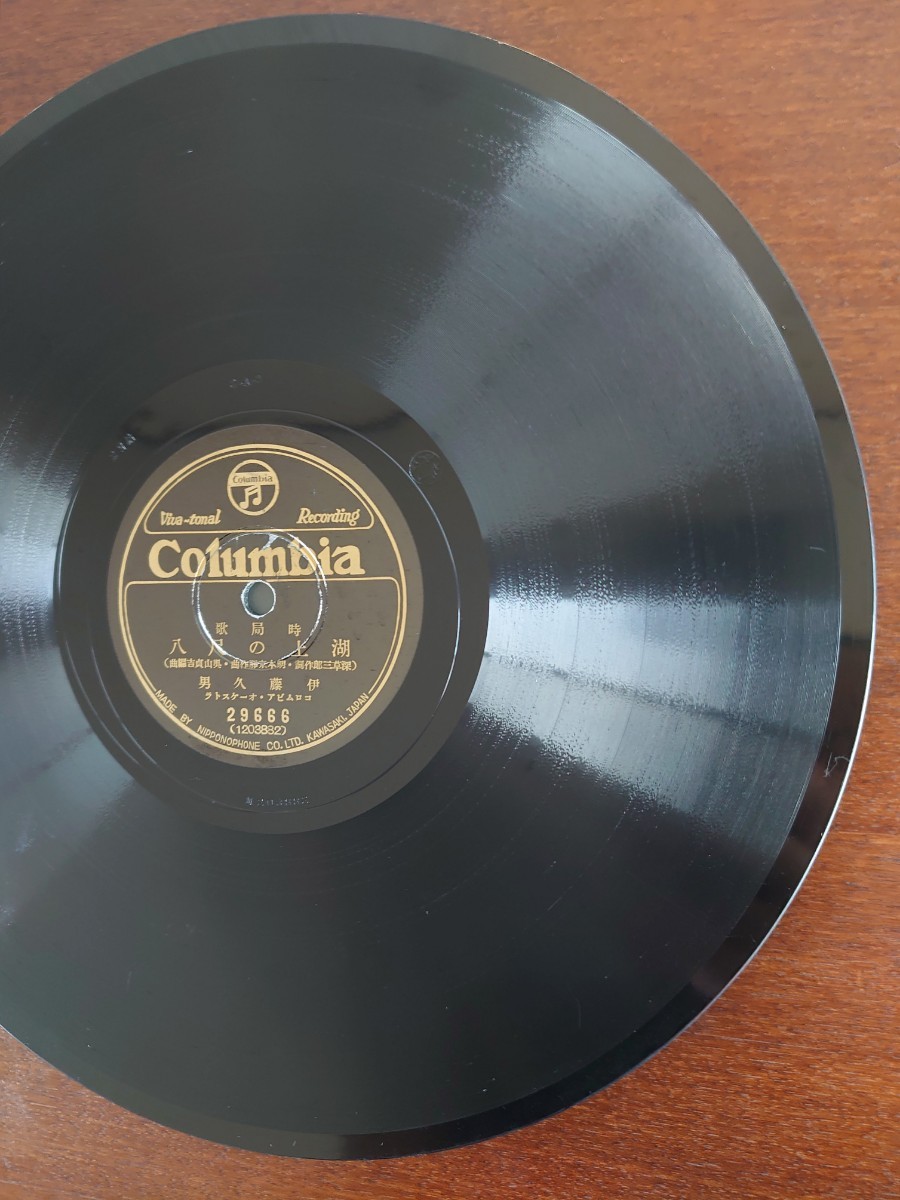 Columbia
Viva-tonal Recording
Columbia
時局歌
湖上の尺八
(深草三郎作詞・明本京静作曲・奥山貞吉編曲)
伊藤久男
コロムビア・オーケストラ
29666
(1203882)
MADE BY NIPPONOPHONE CO. LTD. KAWASAKI, JAPAN